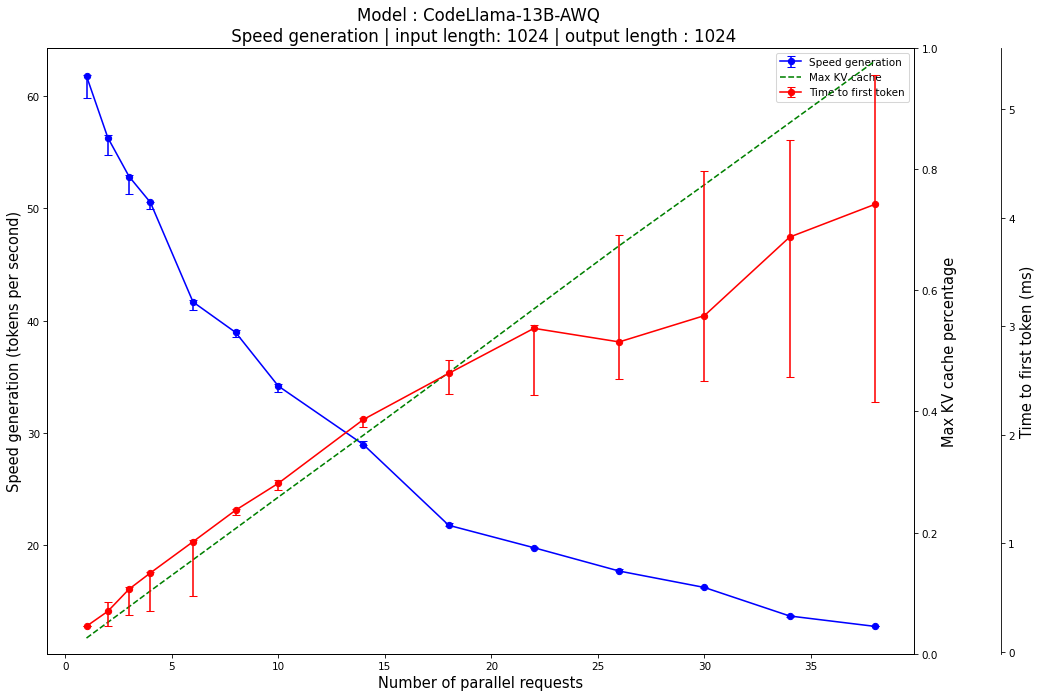 Model : CodeLlama-13B-AWQ
Speed generation | input length: 1024 | output length : 1024
Speed generation
Max KV cache
Time to first token
Speed generation (tokens per second)
60
50
40
30
20
1.0
0.8
0.6
0.4
0.2
0.0
Max KV cache percentage
5
4
3
2
1
0
Time to first token (ms)
0 5 10 15 20 25 30 35
Number of parallel requests